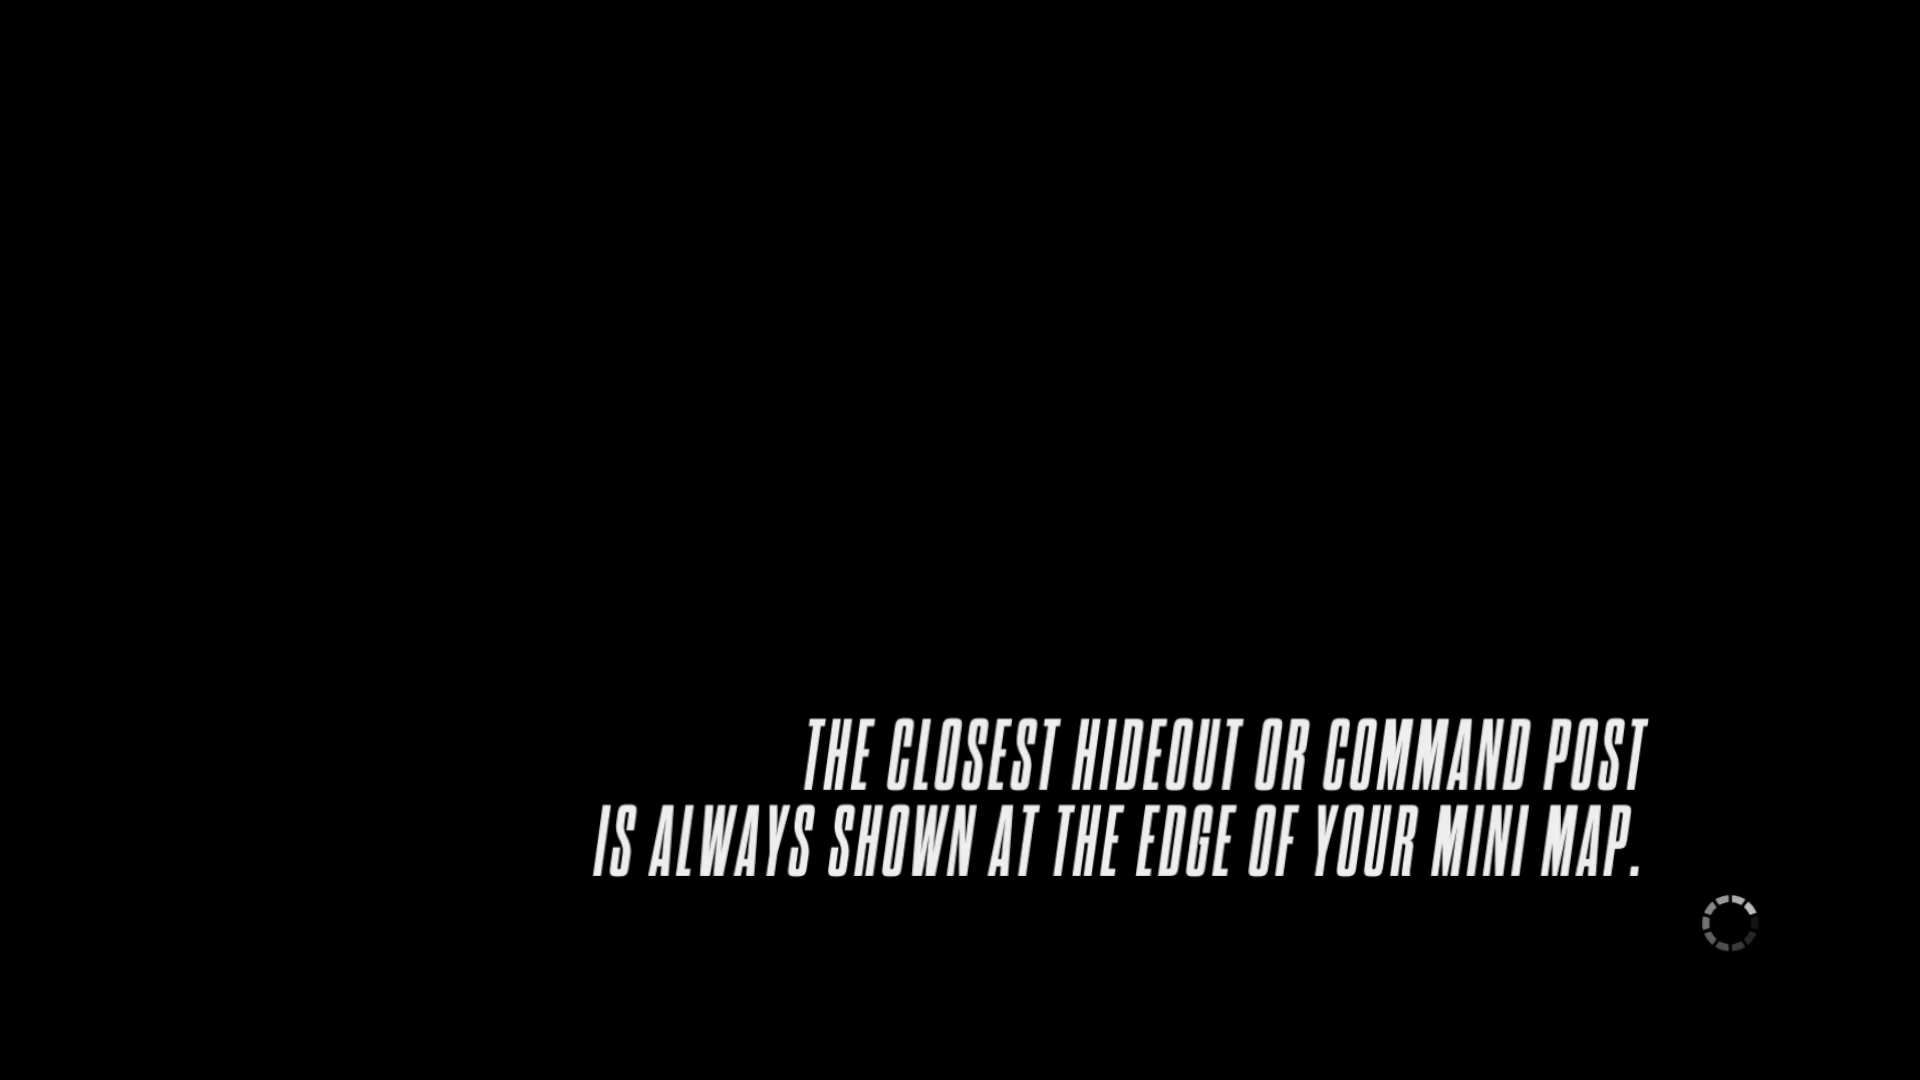 THE CLOSEST HIDEOUT OR COMMAND POST
IS ALWAYS SHOWN AT THE EDGE OF YOUR MINI MAP.